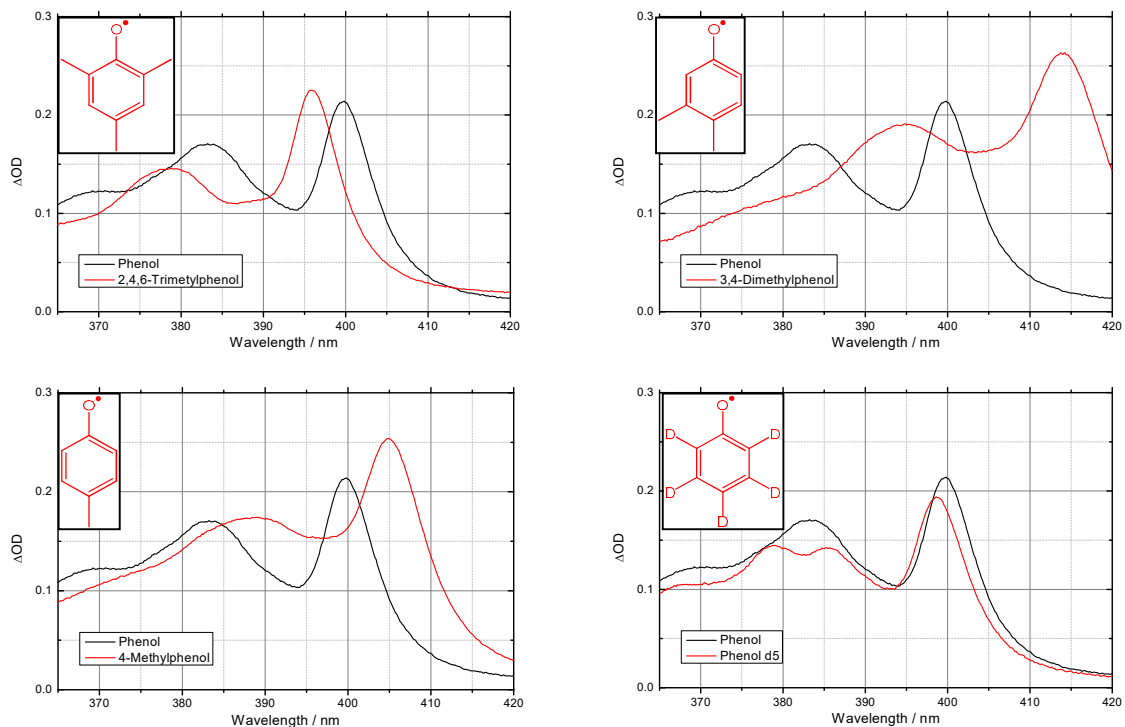 0.3
0.2
0.1
0.0
ΔOD
O•
Phenol
2,4,6-Trimetylphenol
370 380 390 400 410 420
Wavelength / nm
0.3
0.2
0.1
0.0
ΔOD
O•
Phenol
3,4-Dimethylphenol
370 380 390 400 410 420
Wavelength / nm
0.3
0.2
0.1
0.0
ΔOD
O•
Phenol
4-Methylphenol
370 380 390 400 410 420
Wavelength / nm
0.3
0.2
0.1
0.0
ΔOD
O•
D D
D D
D
Phenol
Phenol d5
370 380 390 400 410 420
Wavelength / nm